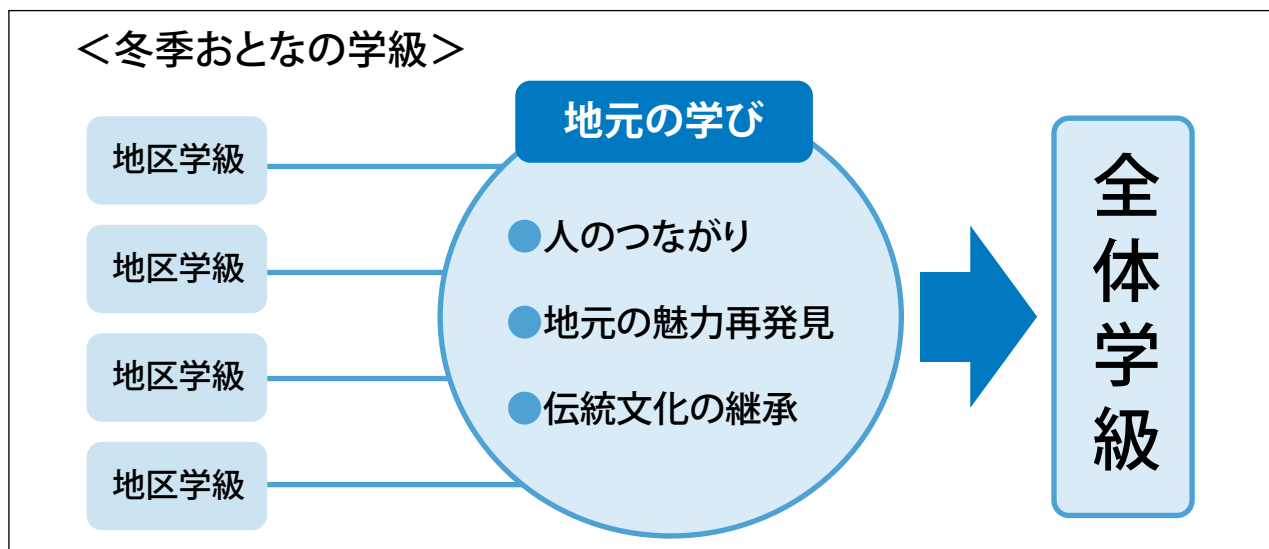 ＜冬季おとなの学級＞
地区学級
地区学級
地区学級
地区学級
地元の学び
●人のつながり
●地元の魅力再発見
●伝統文化の継承
全体学級